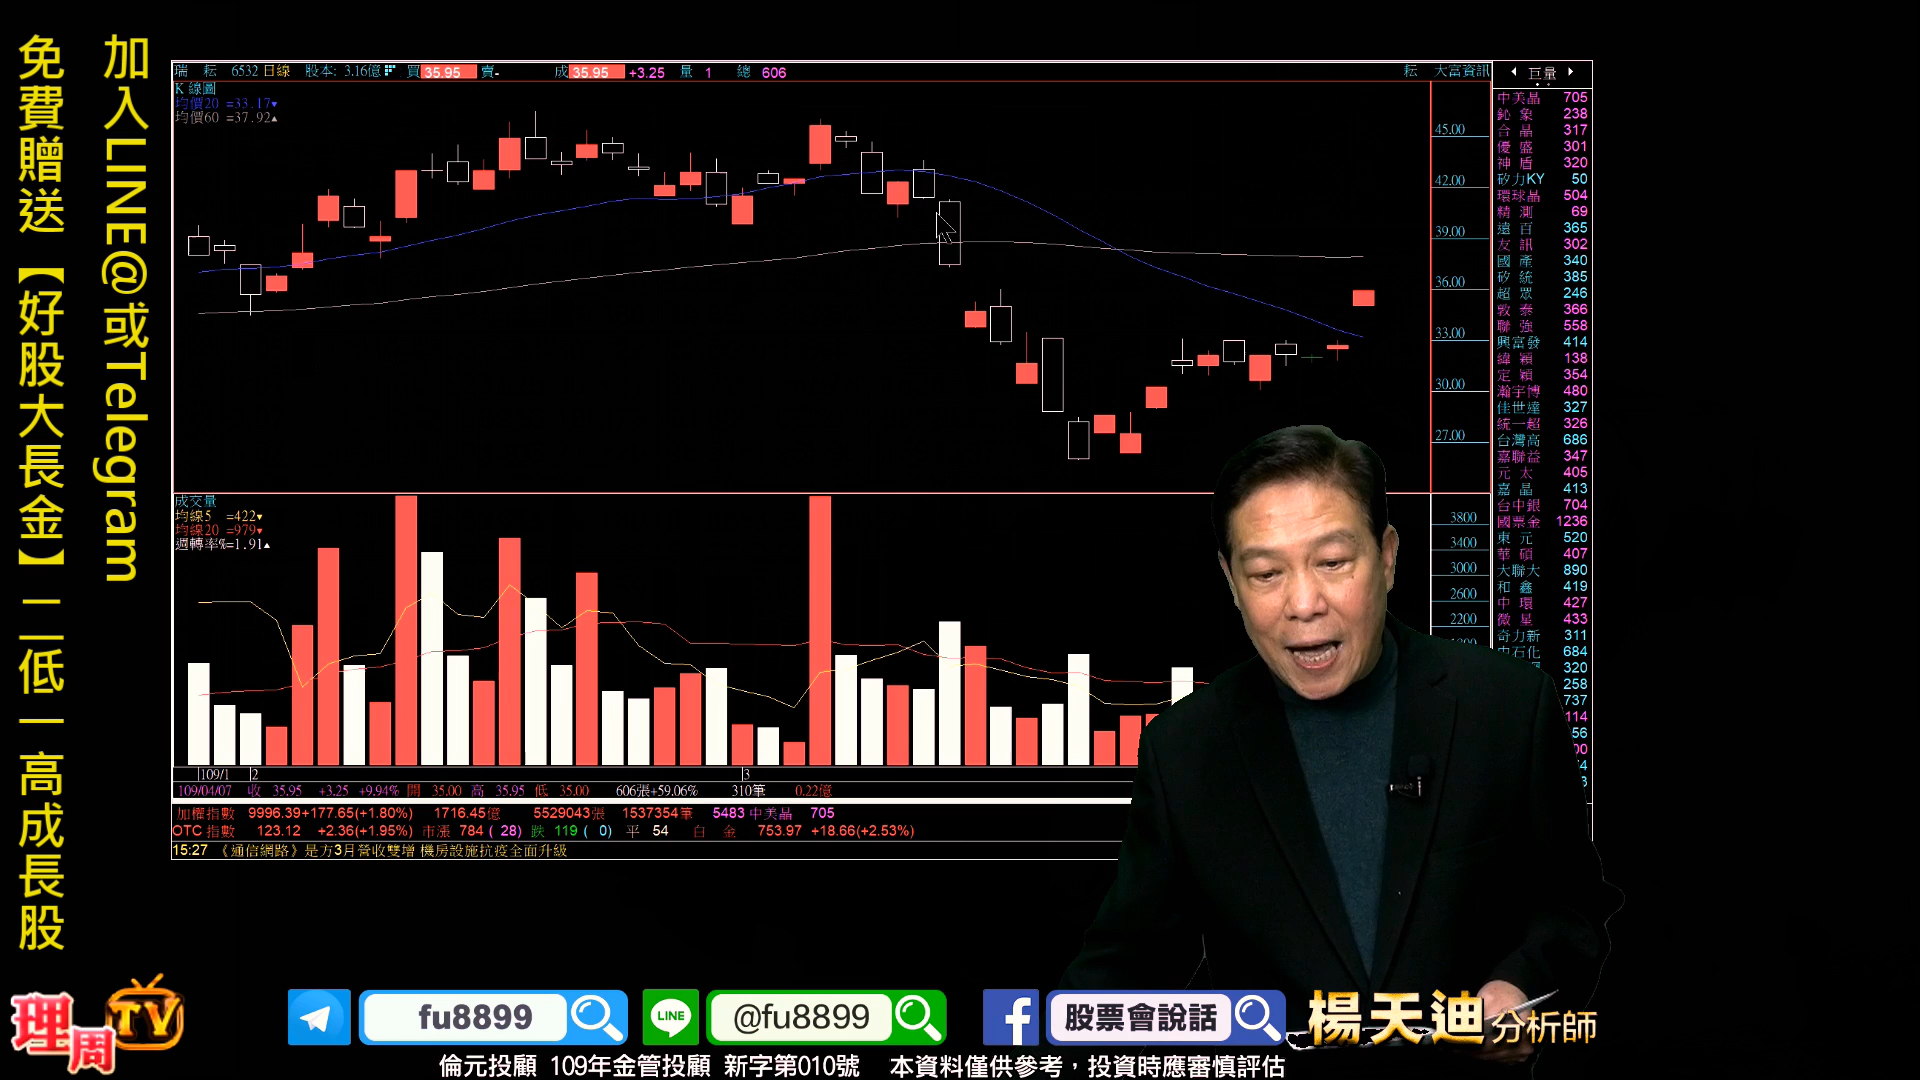 加入LINE@或Telegram
免費贈送【好股大長金】一二低一高成長股
瑞 耘 6532 日線 股本: 3.16億 買 35.95 賣- 成 35.95 +3.25 量 1 總 606 耘 大富資訊
K 線圖
均價20 =33.17▾
均價60 =37.92▴
45.00
42.00
39.00
36.00
33.00
30.00
27.00
成交量
均線5 =422▾
均線20 =979▾
週轉率%=1.91▴
3800
3400
3000
2600
2200
109/1 2 3
109/04/07 收 35.95 +3.25 +9.94% 開 35.00 高 35.95 低 35.00 606張+59.06% 310筆 0.22億
加權指數 9996.39+177.65(+1.80%) 1716.45億 5529043張 1537354筆 5483 中美晶 705
OTC 指數 123.12 +2.36(+1.95%) 市漲 784 ( 28) 跌 119 ( 0) 平 54 白 金 753.97 +18.66(+2.53%)
15:27 《通信網路》是方3月營收雙增 機房設施抗疫全面升級
巨量
中美晶 705
鈊 象 238
合 晶 317
優 盛 301
神 盾 320
矽力KY 50
環球晶 504
精 測 69
遠 百 365
友 訊 302
國 產 340
矽 統 385
超 眾 246
敦 泰 366
聯 強 558
興富發 414
緯 穎 138
定 穎 354
瀚宇博 480
佳世達 327
統一超 326
台灣高 686
嘉聯益 347
元 太 405
嘉 晶 413
台中銀 704
國票金 1236
東 元 520
華 碩 407
大聯大 890
和 鑫 419
中 環 427
微 星 433
奇力新 311
中石化 684
320
258
737
114
56
理周TV
fu8899
LINE
@fu8899
股票會說話
楊天迪 分析師
倫元投顧 109年金管投顧 新字第010號 本資料僅供參考，投資時應審慎評估